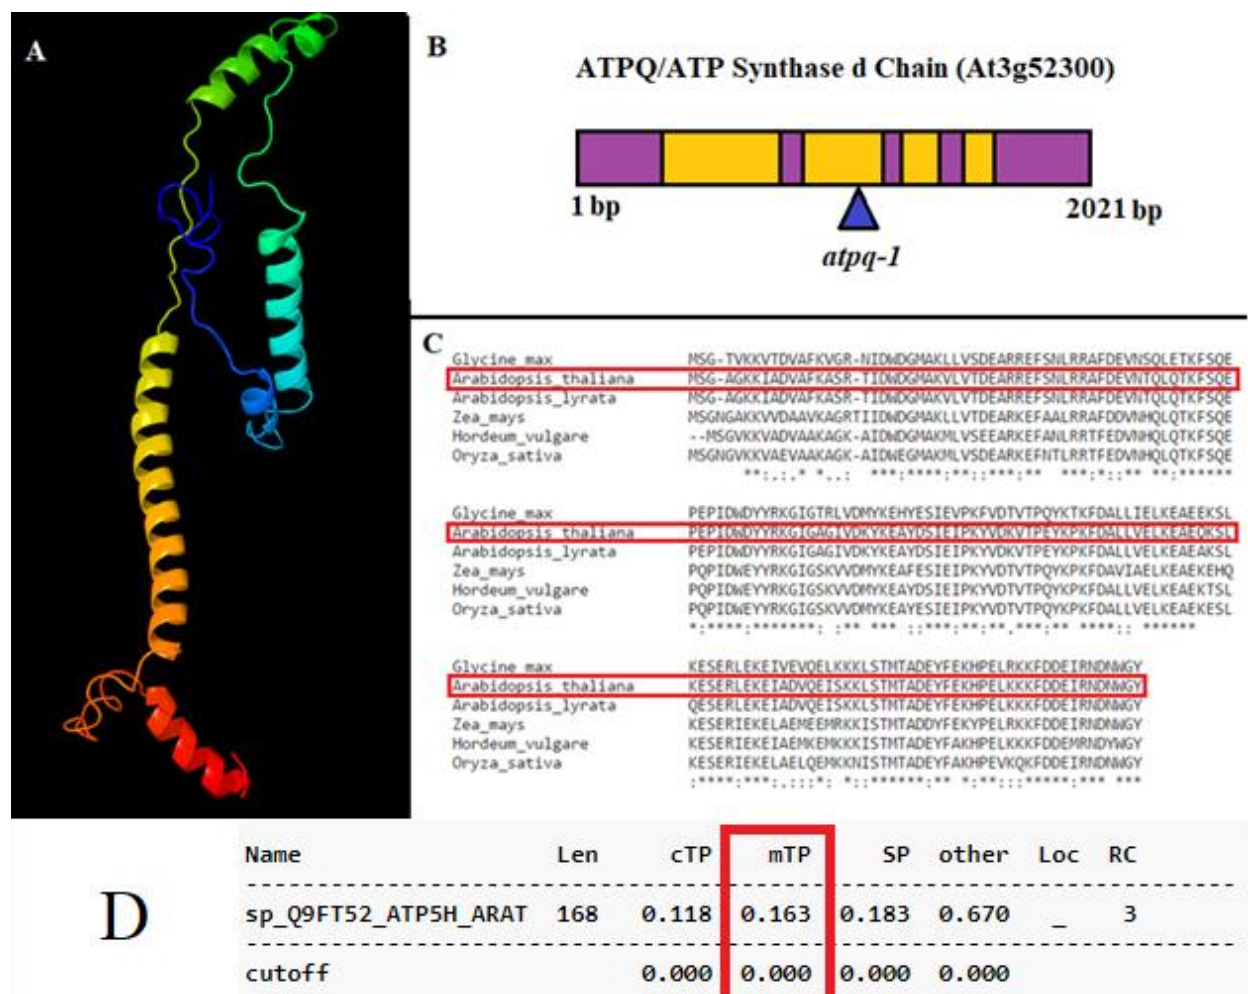 A
B
ATPQ/ATP Synthase d Chain (At3g52300)
1 bp
2021 bp
atpq-1
C
Glycine_max MSG-TVKKVTDVAFKVGR-NIDWDGMAKLLVSDEARREFSNLRRAFDEVNSQLETKFSQE
Arabidopsis_thaliana MSG-AGKKIADVAFKASR-TIDWDGMAKVLVTDEARREFSNLRRAFDEVNTQLQTKFSQE
Arabidopsis_lyrata MSG-AGKKIADVAFKASR-TIDWDGMAKVLVTDEARREFSNLRRAFDEVNTQLQTKFSQE
Zea_mays MSGNGAKKVVDAAVKAGRTIIDWDGMAKLLVTDEARKEFAALRRAFDDVNHQLQTKFSQE
Hordeum_vulgare --MSGVKKVADVAAKAGK-AIDWDGMAKMLVSEEARKEFANLRRTFEDVNHQLQTKFSQE
Oryza_sativa MSGNGVKKVAEVAAKAGK-AIDWEGMAKMLVSDEARKEFNTLRRAFEDVNHQLQTKFSQE
**:.:.* *..: ***:****:**::***:** ***:*::** **:******
Glycine_max PEPIDWDYYRKGIGTRLVDMYKEHYESIEVPKFVDTVTPQYKTKFDALLIELKEAEEKSL
Arabidopsis_thaliana PEPIDWDYYRKGIGAGIVDKYKEAYDSIEIPKYVDKVTPEYKPKFDALLVELKEAEQKSL
Arabidopsis_lyrata PEPIDWDYYRKGIGAGIVDKYKEAYDSIEIPKYVDKVTPEYKPKFDALLVELKEAEAKSL
Zea_mays PQPIDWEYYRKGIGSKVVDMYKEAFESIEIPKYVDTVTPQYKPKFDAVIAELKEAEKEHQ
Hordeum_vulgare PQPIDWEYYRKGIGSKVVDMYKEAYESIEIPKYVDTVTPQYKPKFDALLVELKEAEKTSL
Oryza_sativa PQPIDWEYYRKGIGSKVVDMYKEAYESIEIPKYVDTVTPQYKPKFDALLVELKEAEKESL
*:****:*******: :** *** ::***:**:**.***:** ****:: ******
Glycine_max KESERLEKEIVEVQELKKKLSTMTADEYFEKHPELRKKFDDEIRNDNWGY
Arabidopsis_thaliana KESERLEKEIADVQEISKKLSTMTADEYFEKHPELKKKFDDEIRNDNWGY
Arabidopsis_lyrata QESERLEKEIADVQEISKKLSTMTADEYFEKHPELKKKFDDEIRNDNWGY
Zea_mays KESERIEKELAEMEEMRKKISTMTADDYFEKYPELRKKFDDEIRNDNWGY
Hordeum_vulgare KESERIEKEIAEMKEMKKKISTMTADEYFAKHPELKKKFDDEMRNDYWGY
Oryza_sativa KESERIEKELAELQEMKKNISTMTADEYFAKHPEVKQKFDDEIRNDNWGY
:****:***:.:::*: *::******:** *:**:::*****:*** ***
D
Name Len cTP mTP SP other Loc RC
sp_Q9FT52_ATP5H_ARAT 168 0.118 0.163 0.183 0.670 _ 3
cutoff 0.000 0.000 0.000 0.000